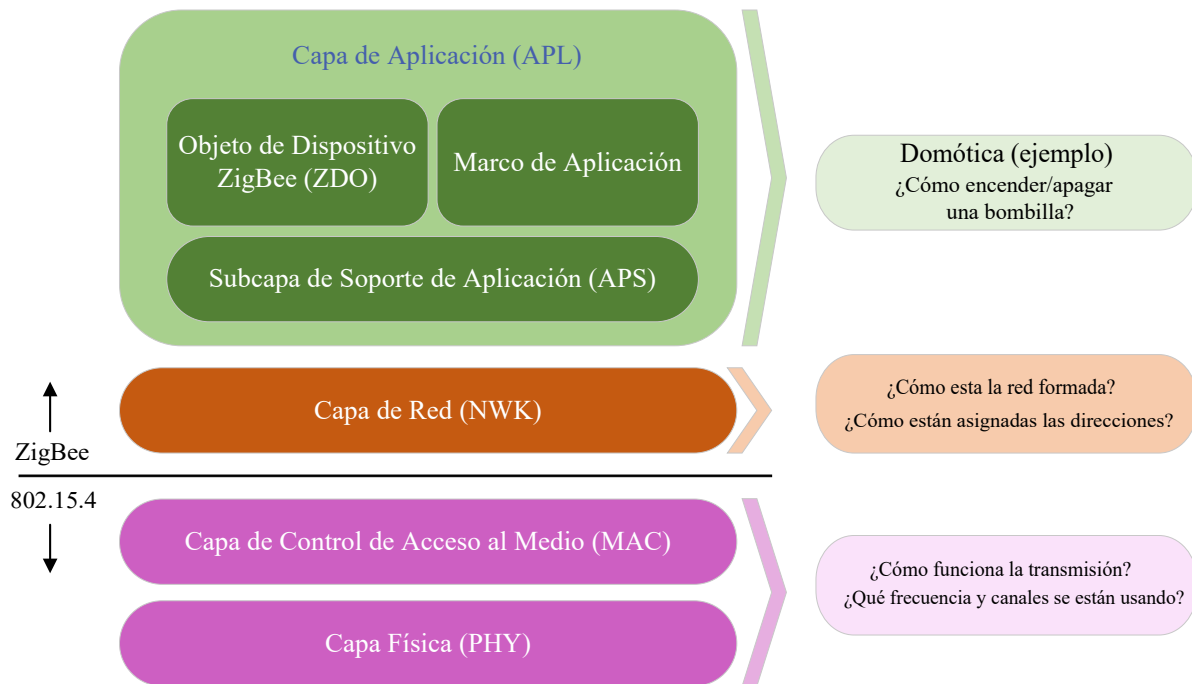 Capa de Aplicación (APL)
Objeto de Dispositivo
ZigBee (ZDO)
Marco de Aplicación
Subcapa de Soporte de Aplicación (APS)
Domótica (ejemplo)
¿Cómo encender/apagar
una bombilla?
Capa de Red (NWK)
¿Cómo esta la red formada?
¿Cómo están asignadas las direcciones?
ZigBee
802.15.4
Capa de Control de Acceso al Medio (MAC)
Capa Física (PHY)
¿Cómo funciona la transmisión?
¿Qué frecuencia y canales se están usando?